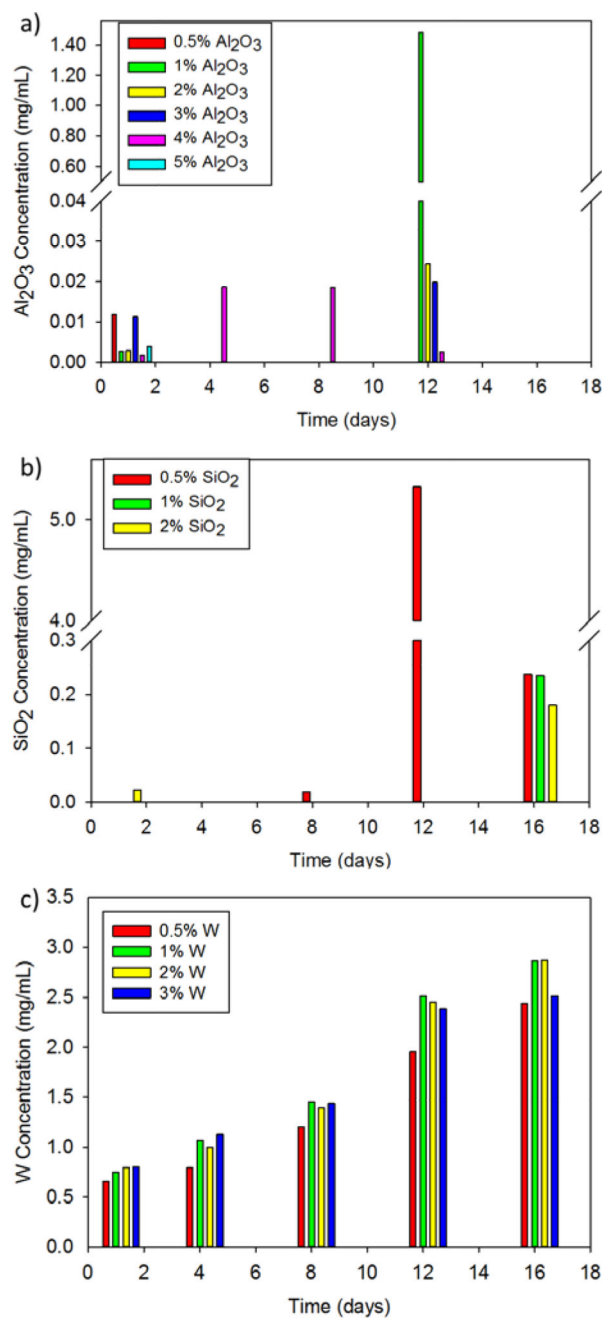 a)
Al₂O₃ Concentration (mg/mL)
1.40
1.20
1.00
0.80
0.60
0.04
0.03
0.02
0.01
0.00
0.5% Al₂O₃
1% Al₂O₃
2% Al₂O₃
3% Al₂O₃
4% Al₂O₃
5% Al₂O₃
0 2 4 6 8 10 12 14 16 18
Time (days)
b)
SiO₂ Concentration (mg/mL)
5.0
4.0
0.3
0.2
0.1
0.0
0.5% SiO₂
1% SiO₂
2% SiO₂
0 2 4 6 8 10 12 14 16 18
Time (days)
c)
W Concentration (mg/mL)
3.5
3.0
2.5
2.0
1.5
1.0
0.5
0.0
0.5% W
1% W
2% W
3% W
0 2 4 6 8 10 12 14 16 18
Time (days)